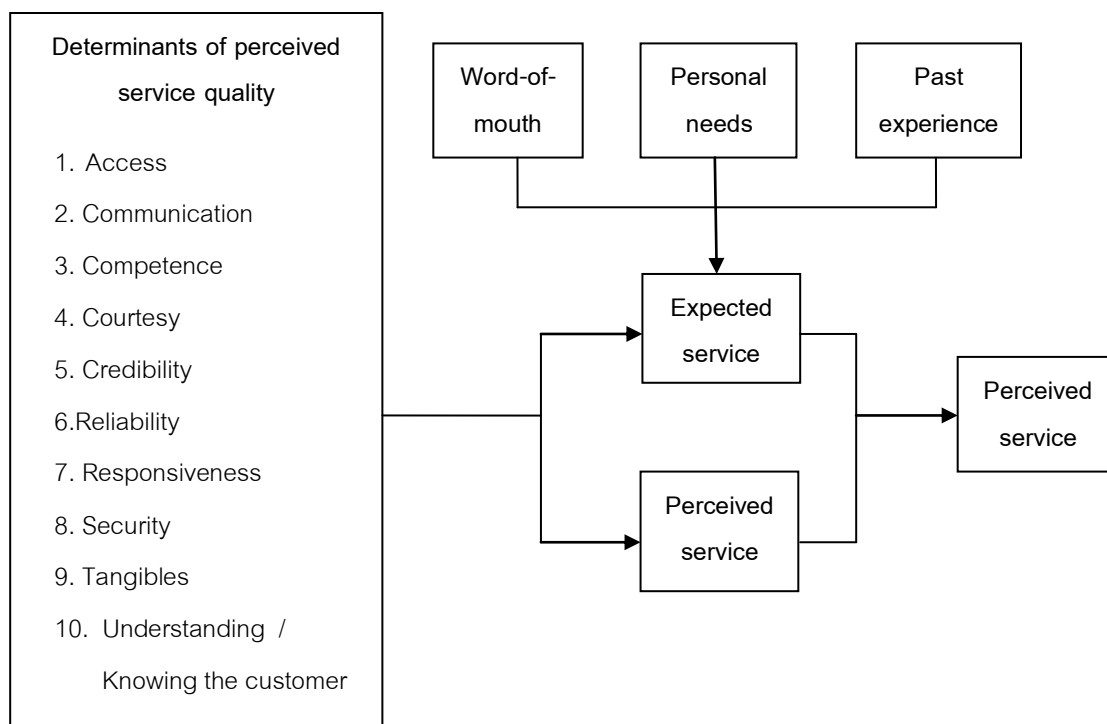 Determinants of perceived
service quality
1. Access
2. Communication
3. Competence
4. Courtesy
5. Credibility
6.Reliability
7. Responsiveness
8. Security
9. Tangibles
10. Understanding /
Knowing the customer
Word-of-
mouth
Personal
needs
Past
experience
Expected
service
Perceived
service
Perceived
service